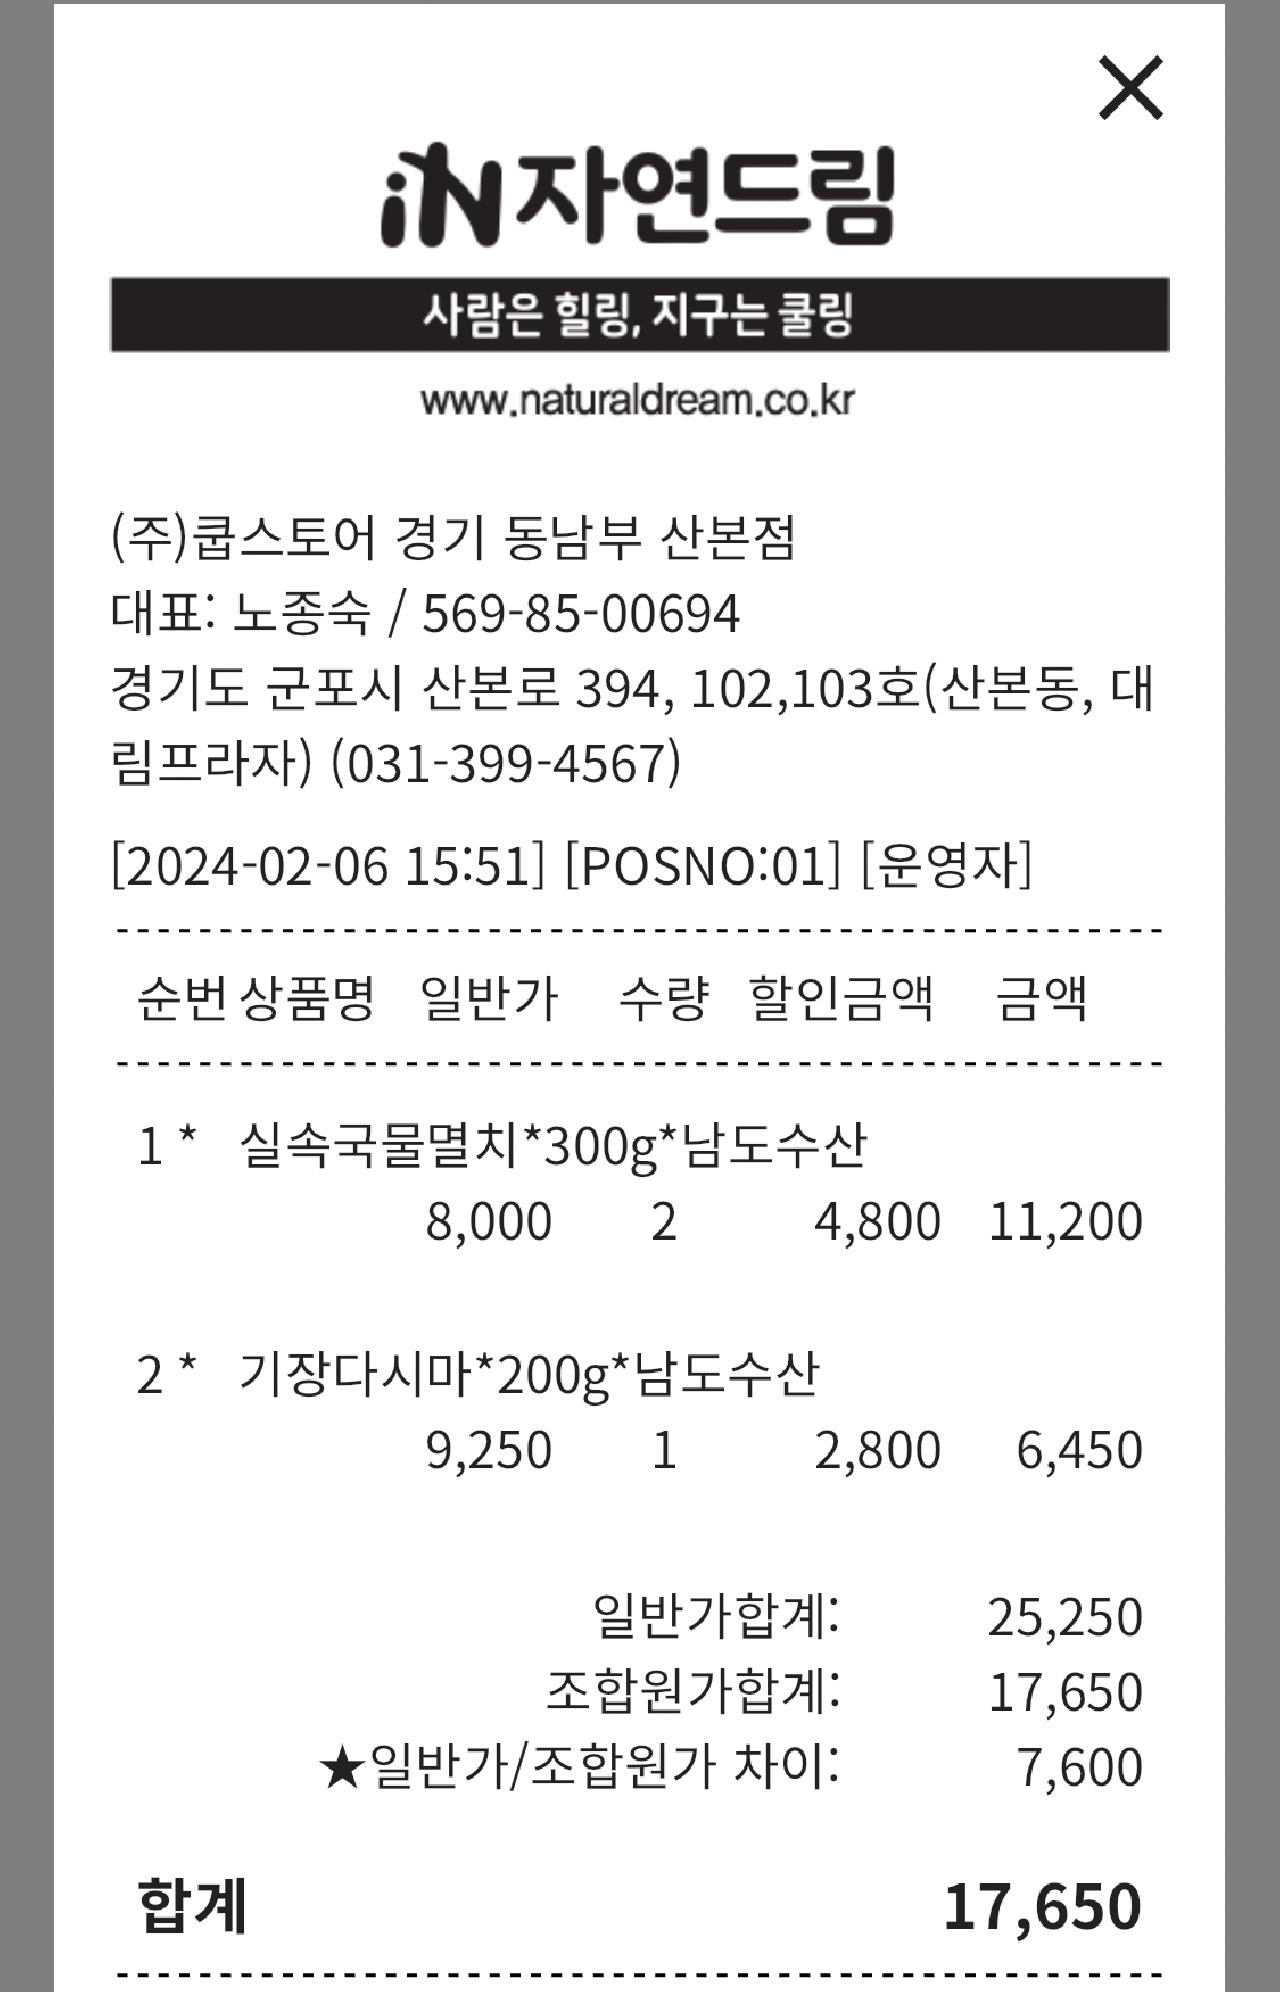 iN자연드림
사람은 힐링, 지구는 쿨링
www.naturaldream.co.kr
(주)쿱스토어 경기 동남부 산본점
대표: 노종숙 / 569-85-00694
경기도 군포시 산본로 394, 102,103호(산본동, 대
림프라자) (031-399-4567)
[2024-02-06 15:51] [POSNO:01] [운영자]
순번 상품명 일반가 수량 할인금액 금액
1 * 실속국물멸치*300g*남도수산
8,000 2 4,800 11,200
2 * 기장다시마*200g*남도수산
9,250 1 2,800 6,450
일반가합계: 25,250
조합원가합계: 17,650
★일반가/조합원가 차이: 7,600
합계 17,650